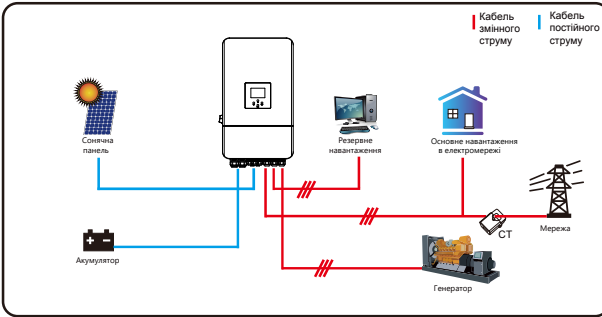 Кабель
змінного
струму
Кабель
постійного
струму
Сонячна
панель
Резервне
навантаження
Основне навантаження
в електромережі
CT
Мережа
Акумулятор
Генератор